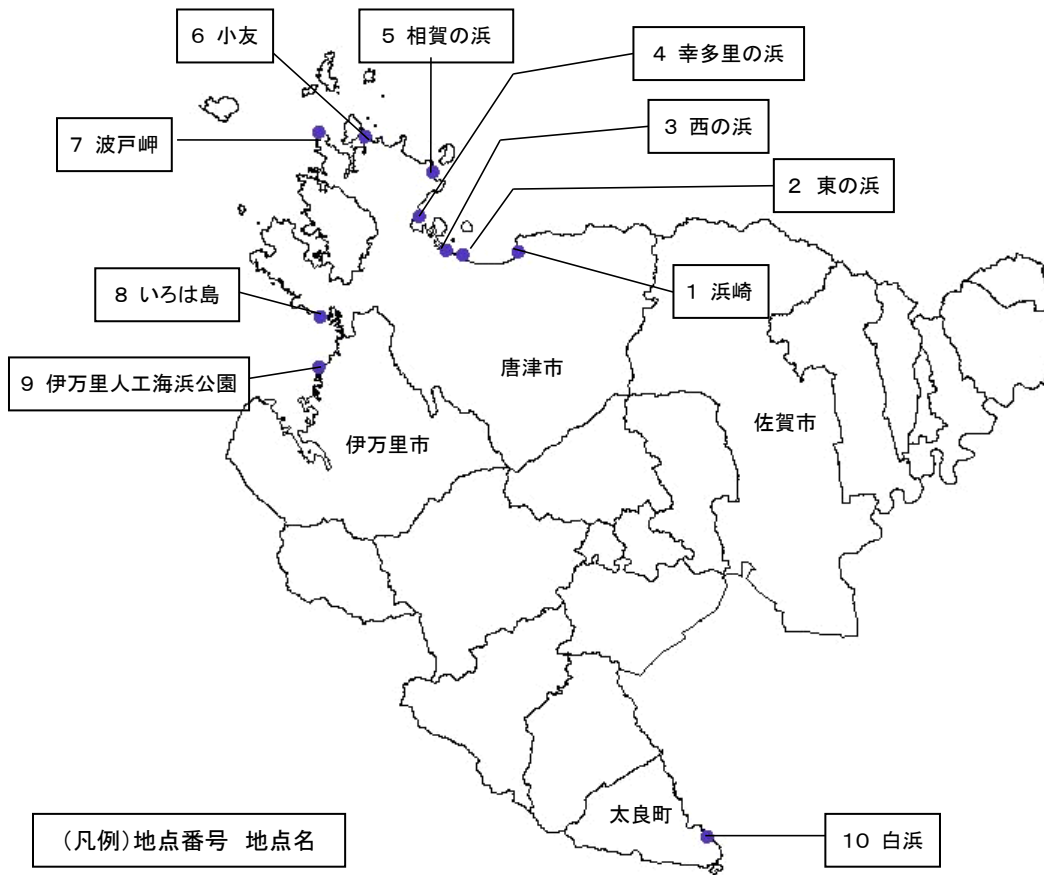 6 小友
5 相賀の浜
4 幸多里の浜
3 西の浜
7 波戸岬
2 東の浜
1 浜崎
8 いろは島
唐津市
9 伊万里人工海浜公園
佐賀市
伊万里市
太良町
(凡例)地点番号 地点名
10 白浜